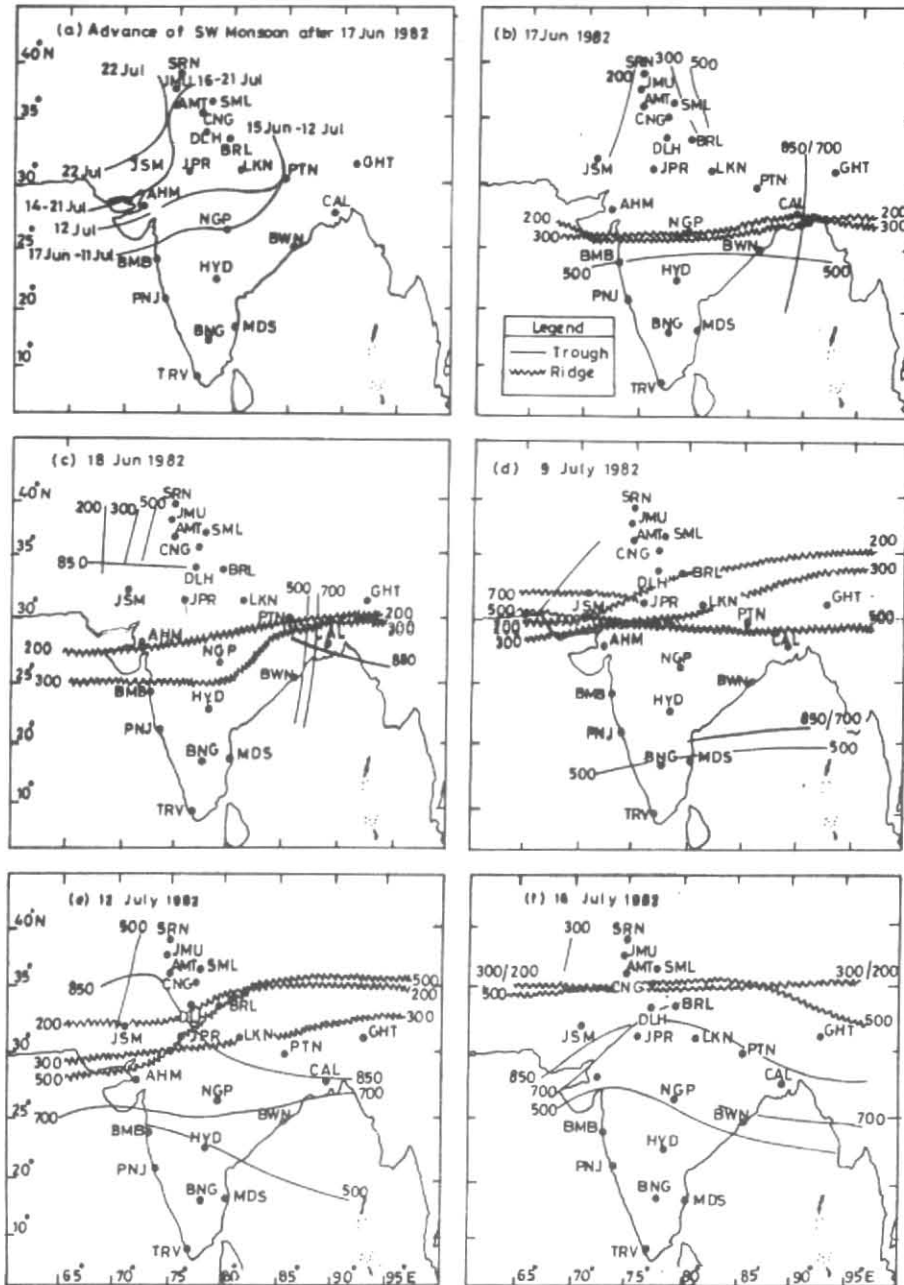 (a) Advance of SW Monsoon after 17 Jun 1982
40°N
22 Jul
SRN
JMU
16-21 Jul
AMT
SML
35°
CNG
15 Jun-12 Jul
DLH
BRL
JSM
JPR
LKN
PTN
GHT
30°
22 Jul
AHM
14-21 Jul
CAL
12 Jul
NGP
25°
17 Jun-11 Jul
BWN
BMB
HYD
20°
PNJ
BNG
MDS
10°
TRV
(b) 17 Jun 1982
SRN
300
500
200
JMU
AMT
SML
CNG
DLH
BRL
850/700
JSM
JPR
LKN
GHT
PTN
AHM
CAL
200
NGP
200
300
300
BWN
BMB
500
500
HYD
PNJ
Legend
Trough
Ridge
BNG
MDS
TRV
(c) 18 Jun 1982
40°N
SRN
200
300
500
JMU
AMT
SML
35°
CNG
850
DLH
BRL
JSM
JPR
LKN
500
700
GHT
30°
PTN
200
AHM
CAL
300
200
NGP
880
25°
300
BWN
BMB
HYD
20°
PNJ
BNG
MDS
10°
TRV
(d) 9 July 1982
SRN
JMU
AMT
SML
CNG
200
DLH
BRL
300
700
JSM
JPR
LKN
GHT
500
PTN
500
300
AHM
CAL
NGP
BWN
BMB
HYD
PNJ
850/700
500
BNG
MDS
500
TRV
(e) 12 July 1982
40°N
500
SRN
JMU
AMT
SML
35°
850
CNG
500
BRL
200
DLH
200
300
JSM
JPR
LKN
GHT
30°
300
PTN
500
AHM
CAL
850
NGP
700
25°
700
BWN
BMB
HYD
20°
PNJ
500
BNG
MDS
10°
TRV
65°
70°
75°
80
85
90
95E
(f) 16 July 1982
300
SRN
JMU
AMT
SML
300/200
300/200
CNG
500
BRL
DLH
500
JSM
JPR
LKN
GHT
PTN
850
CAL
700
NGP
500
BWN
700
BMB
HYD
PNJ
BNG
MDS
TRV
65°
70°
75
80
85
90
95E